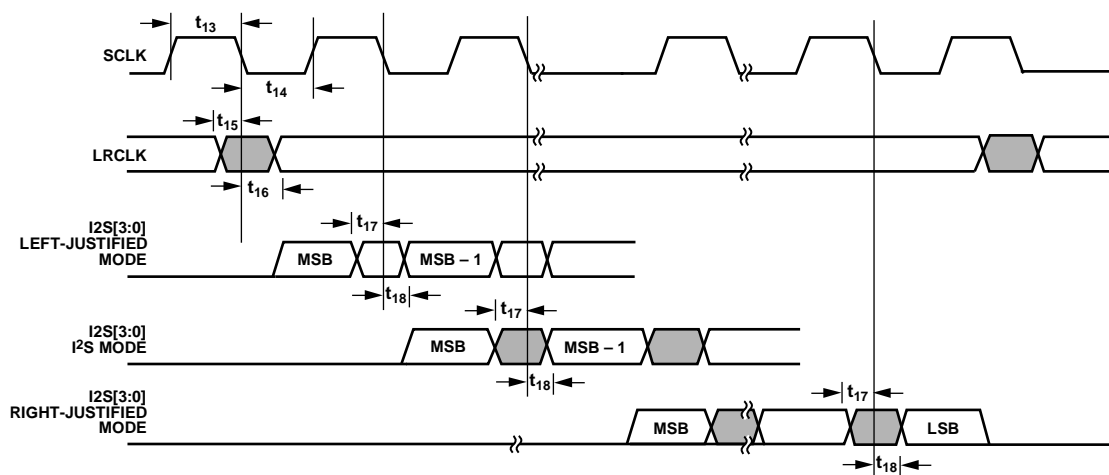 t13
SCLK
t14
t15
LRCLK
t16
I2S[3:0]
LEFT-JUSTIFIED
MODE
t17
MSB
MSB – 1
t18
I2S[3:0]
I2S MODE
t17
MSB
MSB – 1
t18
I2S[3:0]
RIGHT-JUSTIFIED
MODE
t17
MSB
LSB
t18